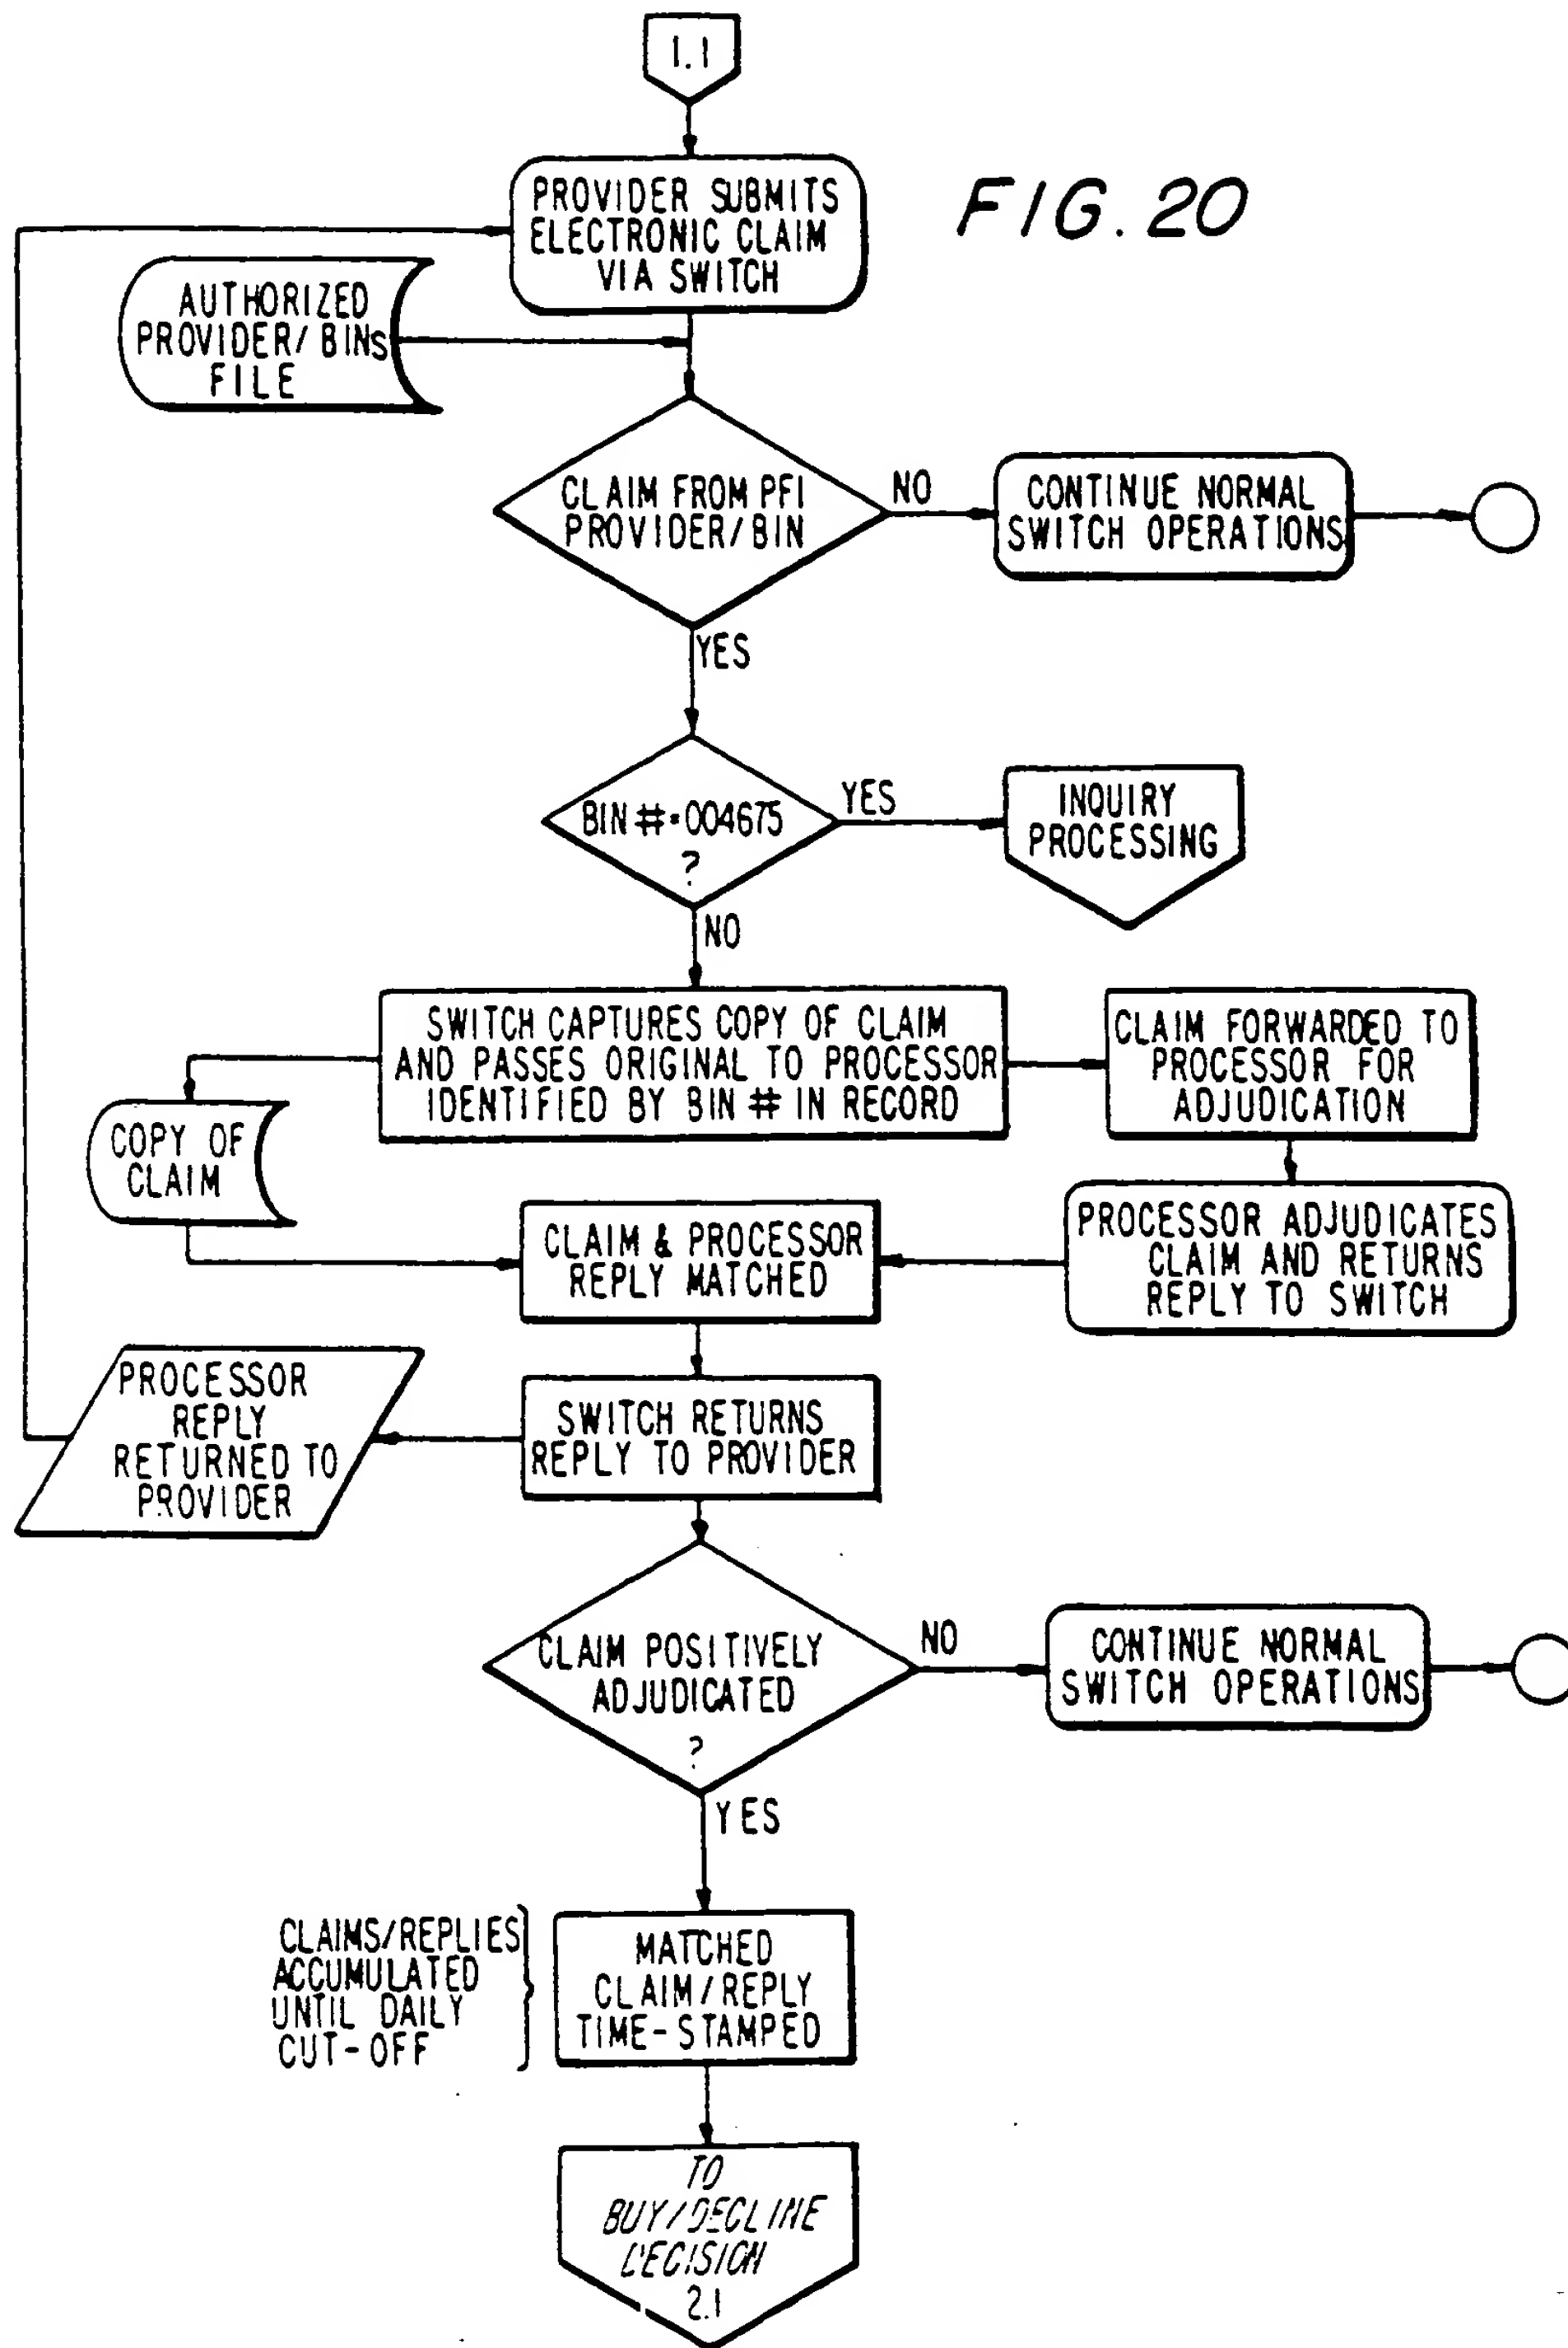 1.1
FIG. 20
PROVIDER SUBMITS
ELECTRONIC CLAIM
VIA SWITCH
AUTHORIZED
PROVIDER/BINs
FILE
CLAIM FROM PFI
PROVIDER/BIN
NO
CONTINUE NORMAL
SWITCH OPERATIONS
YES
BIN #=004675
?
YES
INQUIRY
PROCESSING
NO
SWITCH CAPTURES COPY OF CLAIM
AND PASSES ORIGINAL TO PROCESSOR
IDENTIFIED BY BIN # IN RECORD
CLAIM FORWARDED TO
PROCESSOR FOR
ADJUDICATION
COPY OF
CLAIM
CLAIM & PROCESSOR
REPLY MATCHED
PROCESSOR ADJUDICATES
CLAIM AND RETURNS
REPLY TO SWITCH
PROCESSOR
REPLY
RETURNED TO
PROVIDER
SWITCH RETURNS
REPLY TO PROVIDER
CLAIM POSITIVELY
ADJUDICATED
?
NO
CONTINUE NORMAL
SWITCH OPERATIONS
YES
CLAIMS/REPLIES
ACCUMULATED
UNTIL DAILY
CUT-OFF
MATCHED
CLAIM/REPLY
TIME-STAMPED
TO
BUY/DECLINE
DECISION
2.1